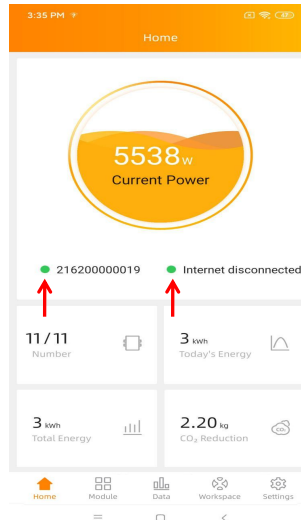 3:35 PM
Home
5538w
Current Power
216200000019
Internet disconnected
11/11
Number
3 kWh
Today's Energy
3 kWh
Total Energy
2.20 kg
CO₂ Reduction
CO₂
Home
Module
Data
Workspace
Settings